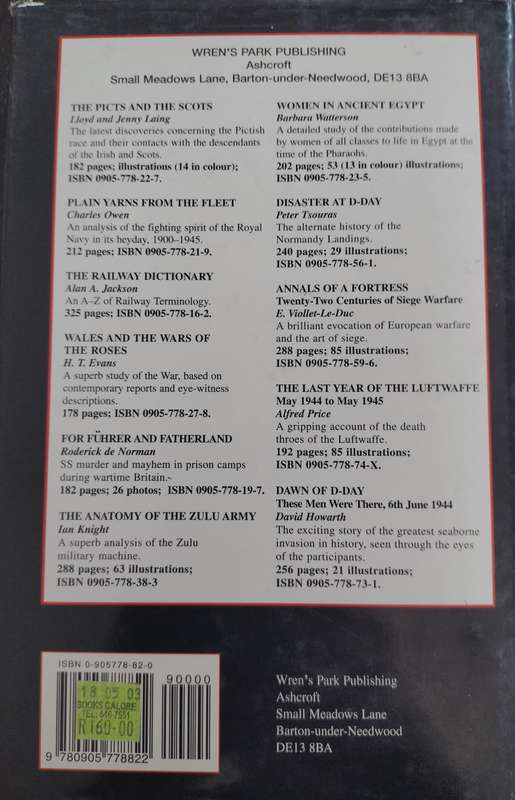 WREN'S PARK PUBLISHING
Ashcroft
Small Meadows Lane, Barton-under-Needwood, DE13 8BA
THE PICTS AND THE SCOTS
Lloyd and Jenny Laing
The latest discoveries concerning the Pictish
race and their contacts with the descendants
of the Irish and Scots.
182 pages; illustrations (14 in colour);
ISBN 0905-778-22-7.
PLAIN YARNS FROM THE FLEET
Charles Owen
An analysis of the fighting spirit of the Royal
Navy in its heyday, 1900–1945.
212 pages; ISBN 0905-778-21-9.
THE RAILWAY DICTIONARY
Alan A. Jackson
An A–Z of Railway Terminology.
325 pages; ISBN 0905-778-16-2.
WALES AND THE WARS OF
THE ROSES
H. T. Evans
A superb study of the War, based on
contemporary reports and eye-witness
descriptions.
178 pages; ISBN 0905-778-27-8.
FOR FÜHRER AND FATHERLAND
Roderick de Norman
SS murder and mayhem in prison camps
during wartime Britain.
182 pages; 26 photos; ISBN 0905-778-19-7.
THE ANATOMY OF THE ZULU ARMY
Ian Knight
A superb analysis of the Zulu
military machine.
288 pages; 63 illustrations;
ISBN 0905-778-38-3
WOMEN IN ANCIENT EGYPT
Barbara Watterson
A detailed study of the contributions made
by women of all classes to life in Egypt at the
time of the Pharaohs.
202 pages; 53 (13 in colour) illustrations;
ISBN 0905-778-23-5.
DISASTER AT D-DAY
Peter Tsouras
The alternate history of the
Normandy Landings.
240 pages; 29 illustrations;
ISBN 0905-778-56-1.
ANNALS OF A FORTRESS
Twenty-Two Centuries of Siege Warfare
E. Viollet-Le-Duc
A brilliant evocation of European warfare
and the art of siege.
288 pages; 85 illustrations;
ISBN 0905-778-59-6.
THE LAST YEAR OF THE LUFTWAFFE
May 1944 to May 1945
Alfred Price
A gripping account of the death
throes of the Luftwaffe.
192 pages; 85 illustrations;
ISBN 0905-778-74-X.
DAWN OF D-DAY
These Men Were There, 6th June 1944
David Howarth
The exciting story of the greatest seaborne
invasion in history, seen through the eyes
of the participants.
256 pages; 21 illustrations;
ISBN 0905-778-73-1.
ISBN 0-905778-82-0
90000
18 05 03
BOOKS GALORE
TEL: 646-7551
R160-00
9 780905 778822
Wren's Park Publishing
Ashcroft
Small Meadows Lane
Barton-under-Needwood
DE13 8BA